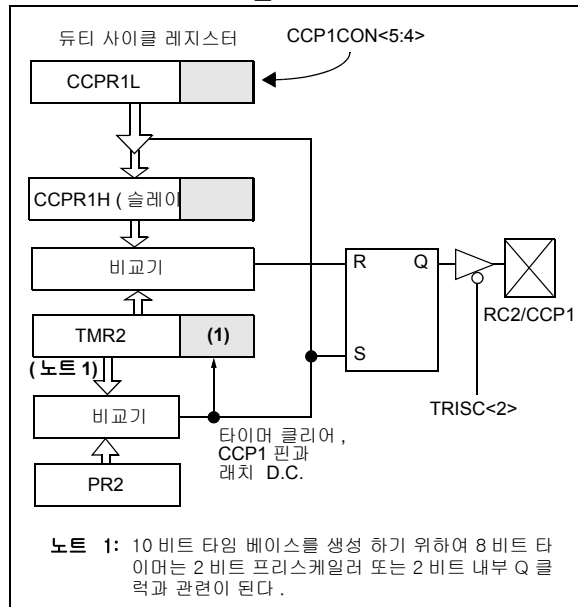 듀티 사이클 레지스터
CCP1CON<5:4>
CCPR1L
CCPR1H ( 슬레이
비교기
R
Q
RC2/CCP1
TMR2
(1)
( 노트 1)
S
TRISC<2>
비교기
타이머 클리어 ,
CCP1 핀과
래치 D.C.
PR2
노트 1: 10 비트 타임 베이스를 생성 하기 위하여 8 비트 타
이머는 2 비트 프리스케일러 또는 2 비트 내부 Q 클
럭과 관련이 된다 .